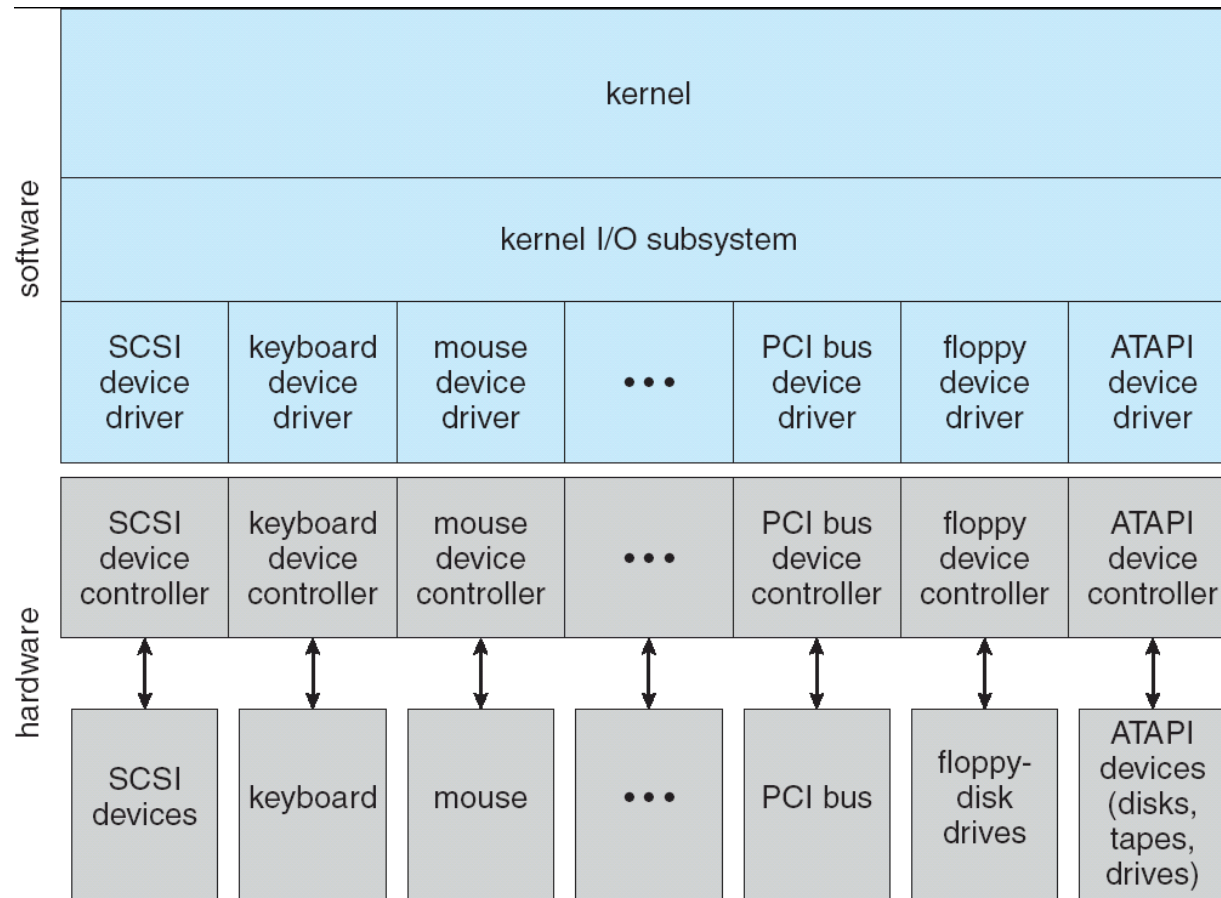 software
kernel
kernel I/O subsystem
SCSI
device
driver
keyboard
device
driver
mouse
device
driver
•••
PCI bus
device
driver
floppy
device
driver
ATAPI
device
driver
hardware
SCSI
device
controller
keyboard
device
controller
mouse
device
controller
•••
PCI bus
device
controller
floppy
device
controller
ATAPI
device
controller
SCSI
devices
keyboard
mouse
•••
PCI bus
floppy-
disk
drives
ATAPI
devices
(disks,
tapes,
drives)